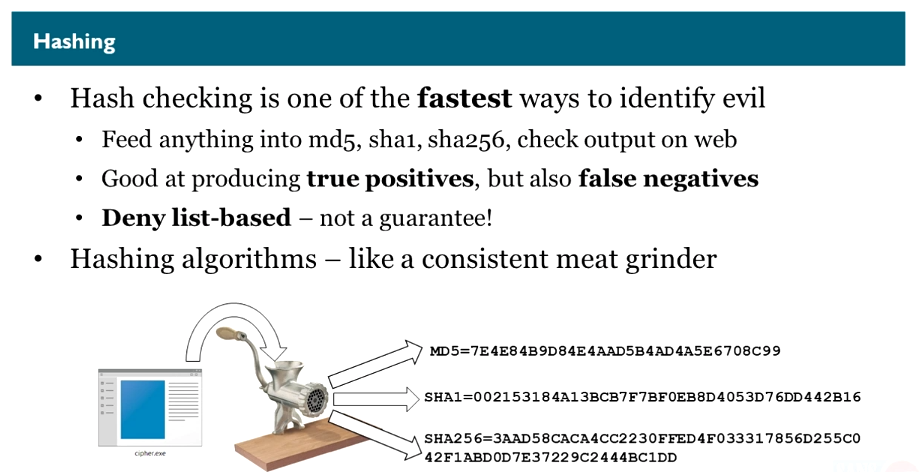 Hashing
• Hash checking is one of the fastest ways to identify evil
• Feed anything into md5, sha1, sha256, check output on web
• Good at producing true positives, but also false negatives
• Deny list-based – not a guarantee!
• Hashing algorithms – like a consistent meat grinder
MD5=7E4E84B9D84E4AAD5B4AD4A5E6708C99
SHA1=002153184A13BCB7F7BF0EB8D4053D76DD442B16
SHA256=3AAD58CACA4CC2230FFED4F033317856D255C0
42F1ABD0D7E37229C2444BC1DD
cipher.exe